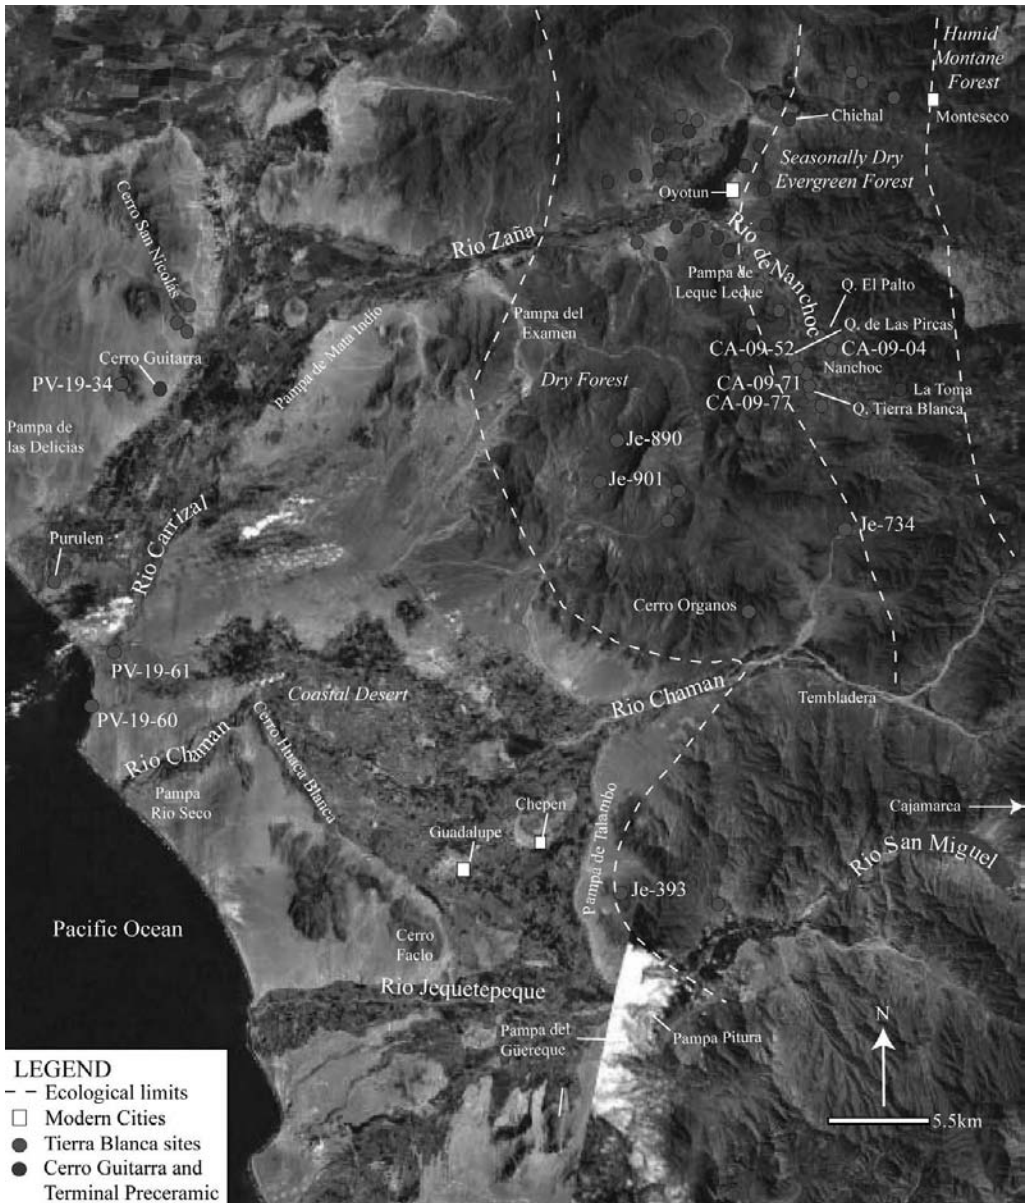 Humid
Montane
Forest
Monteseco
Chichal
Seasonally Dry
Evergreen Forest
Oyotun
Cerro San Nicolás
Rio Zaña
Rio de Nanchoc
Pampa de
Leque Leque
Q. El Palto
Pampa del
Examen
Q. de Las Pircas
CA-09-52
CA-09-04
Pampa de Mata Indio
Cerro Guitarra
PV-19-34
Dry Forest
Nanchoc
CA-09-71
La Toma
CA-09-77
Q. Tierra Blanca
Pampa de
las Delicias
Je-890
Je-901
Rio Carrizal
Purulen
Je-734
Cerro Organos
PV-19-61
Coastal Desert
Rio Chaman
Tembladera
PV-19-60
Rio Chaman
Cerro Huaca Blanca
Pampa
Rio Seco
Chepen
Cajamarca
Guadalupe
Pampa de Talambo
Rio San Miguel
Je-393
Pacific Ocean
Cerro
Faclo
Rio Jequetepeque
Pampa del
Güereque
Pampa Pitura
N
5.5km
LEGEND
Ecological limits
Modern Cities
Tierra Blanca sites
Cerro Guitarra and
Terminal Preceramic